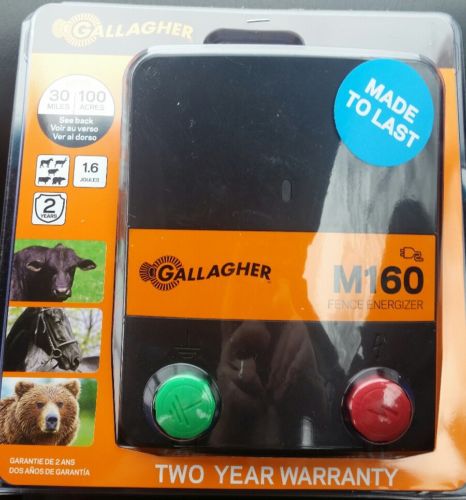 GALLAGHER
30 MILES
100 ACRES
See back
Voir au verso
Ver al dorso
1.6 JOULES
2 YEARS
MADE TO LAST
GALLAGHER
M160
FENCE ENERGIZER
GARANTIE DE 2 ANS
DOS AÑOS DE GARANTÍA
TWO YEAR WARRANTY